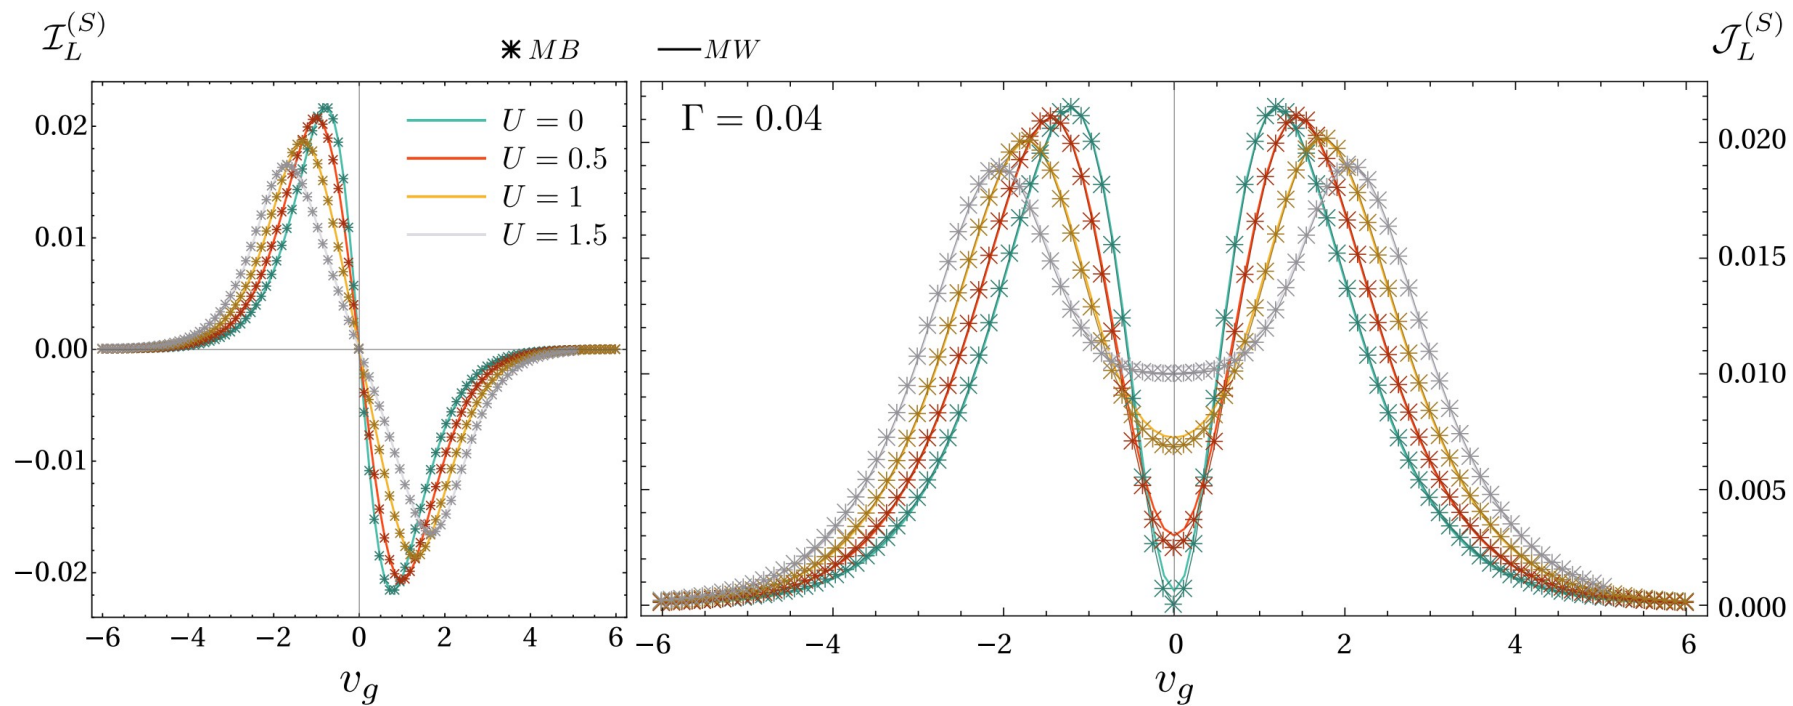 𝓘_L^(S)
✳ MB — MW
𝓙_L^(S)
Γ = 0.04
U = 0
U = 0.5
U = 1
U = 1.5
0.02
0.01
0.00
−0.01
−0.02
0.020
0.015
0.010
0.005
0.000
−6 −4 −2 0 2 4 6
−6 −4 −2 0 2 4 6
v_g
v_g